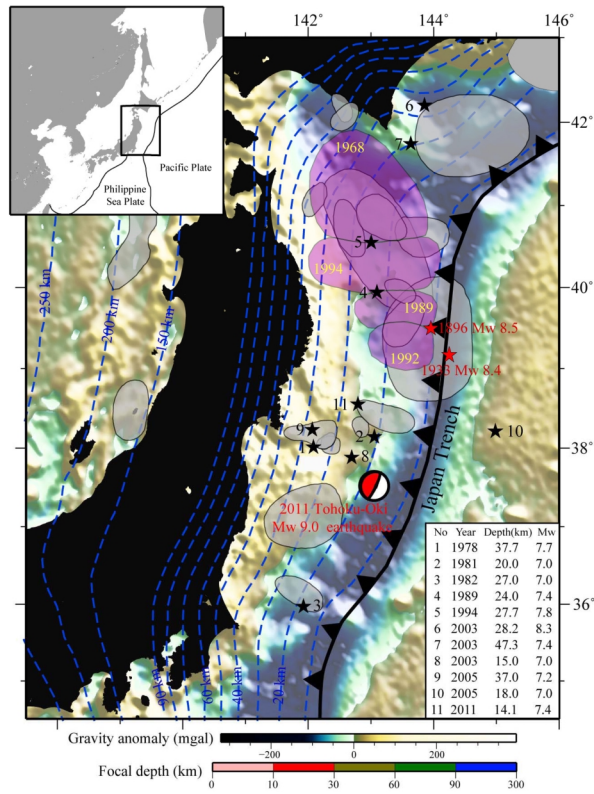 142°
144°
146°
Pacific Plate
Philippine
Sea Plate
6
42°
7
1968
5
1994
250 km
200 km
150 km
40°
4
1989
1896 Mw 8.5
1992
1933 Mw 8.4
11
9
2
10
1
38°
8
Japan Trench
2011 Tohoku-Oki
Mw 9.0 earthquake
36°
3
60 km
40 km
20 km
No Year Depth(km) Mw
1 1978 37.7 7.7
2 1981 20.0 7.0
3 1982 27.0 7.0
4 1989 24.0 7.4
5 1994 27.7 7.8
6 2003 28.2 8.3
7 2003 47.3 7.4
8 2003 15.0 7.0
9 2005 37.0 7.2
10 2005 18.0 7.0
11 2011 14.1 7.4
Gravity anomaly (mgal)
−200 0 200
Focal depth (km)
0 10 30 60 90 300